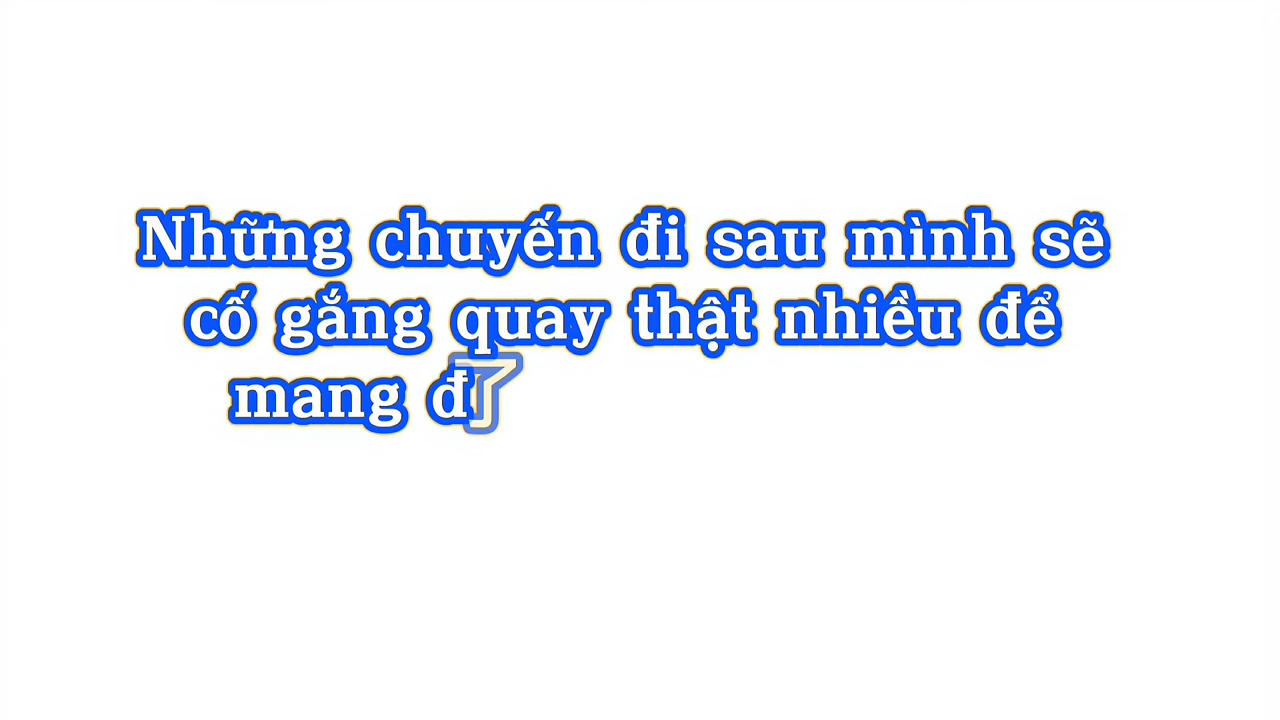 Những chuyến đi sau mình sẽ
cố gắng quay thật nhiều để
mang